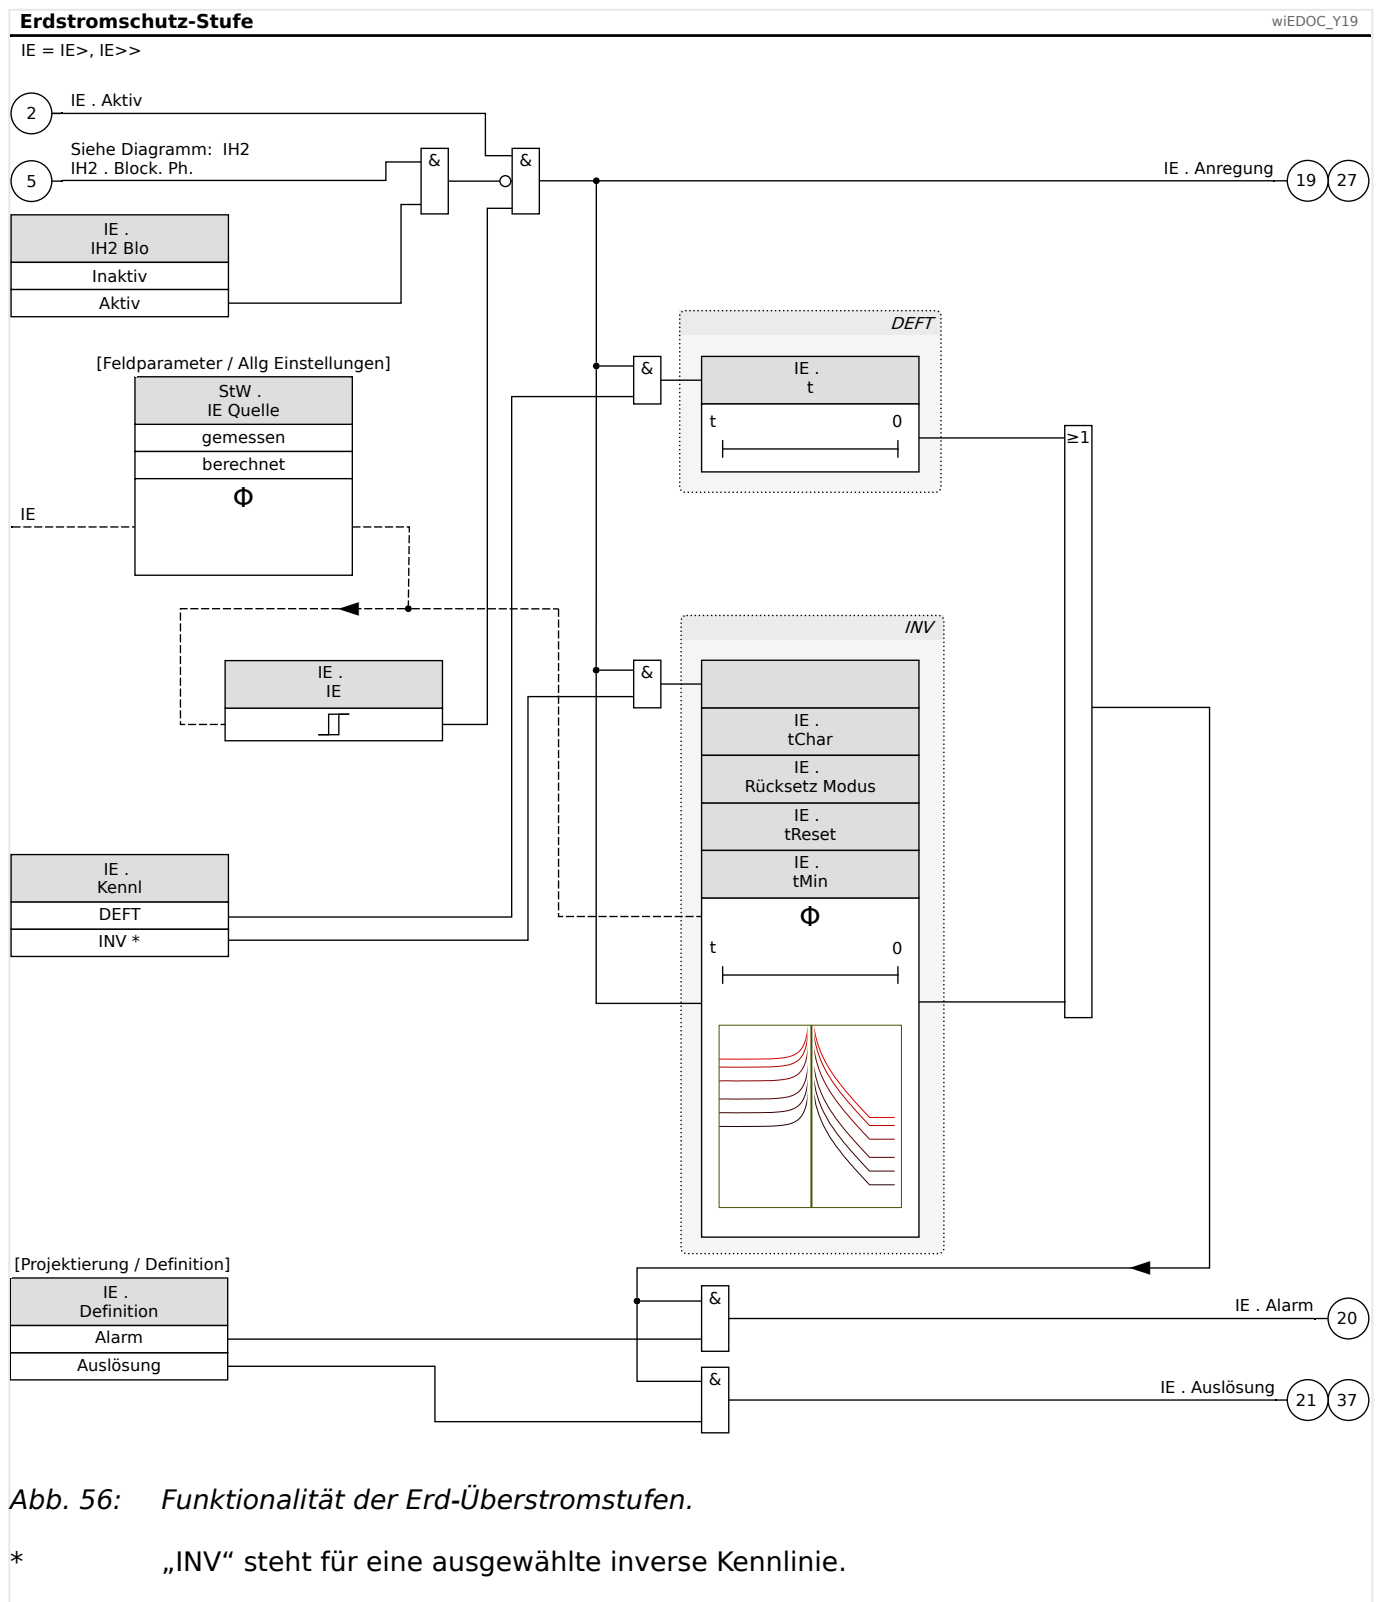 Erdstromschutz-Stufe
wiEDOC_Y19
IE = IE>, IE>>
2
IE . Aktiv
Siehe Diagramm: IH2
IH2 . Block. Ph.
5
&
&
IE . Anregung
19
27
IE .
IH2 Blo
Inaktiv
Aktiv
[Feldparameter / Allg Einstellungen]
StW .
IE Quelle
gemessen
berechnet
Φ
IE
DEFT
&
IE .
t
t
0
≥1
IE .
IE
INV
&
IE .
tChar
IE .
Rücksetz Modus
IE .
tReset
IE .
tMin
Φ
t
0
IE .
Kennl
DEFT
INV *
[Projektierung / Definition]
IE .
Definition
Alarm
Auslösung
&
IE . Alarm
20
&
IE . Auslösung
21
37
Abb. 56: Funktionalität der Erd-Überstromstufen.
* „INV“ steht für eine ausgewählte inverse Kennlinie.